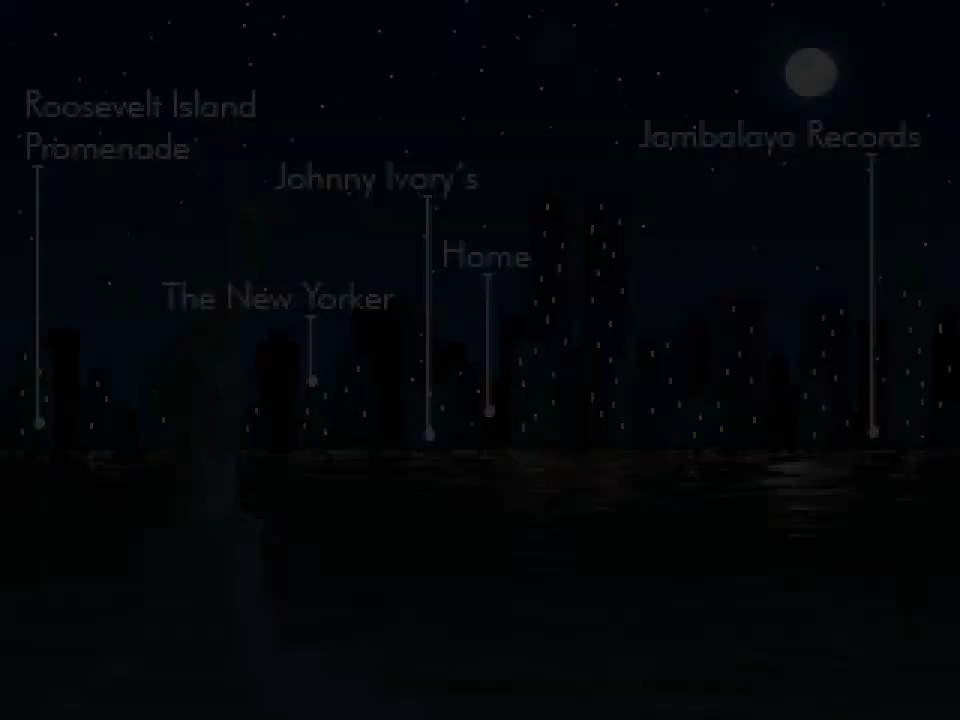 Roosevelt Island
Promenade
Jambalaya Records
Johnny Ivory's
Home
The New Yorker